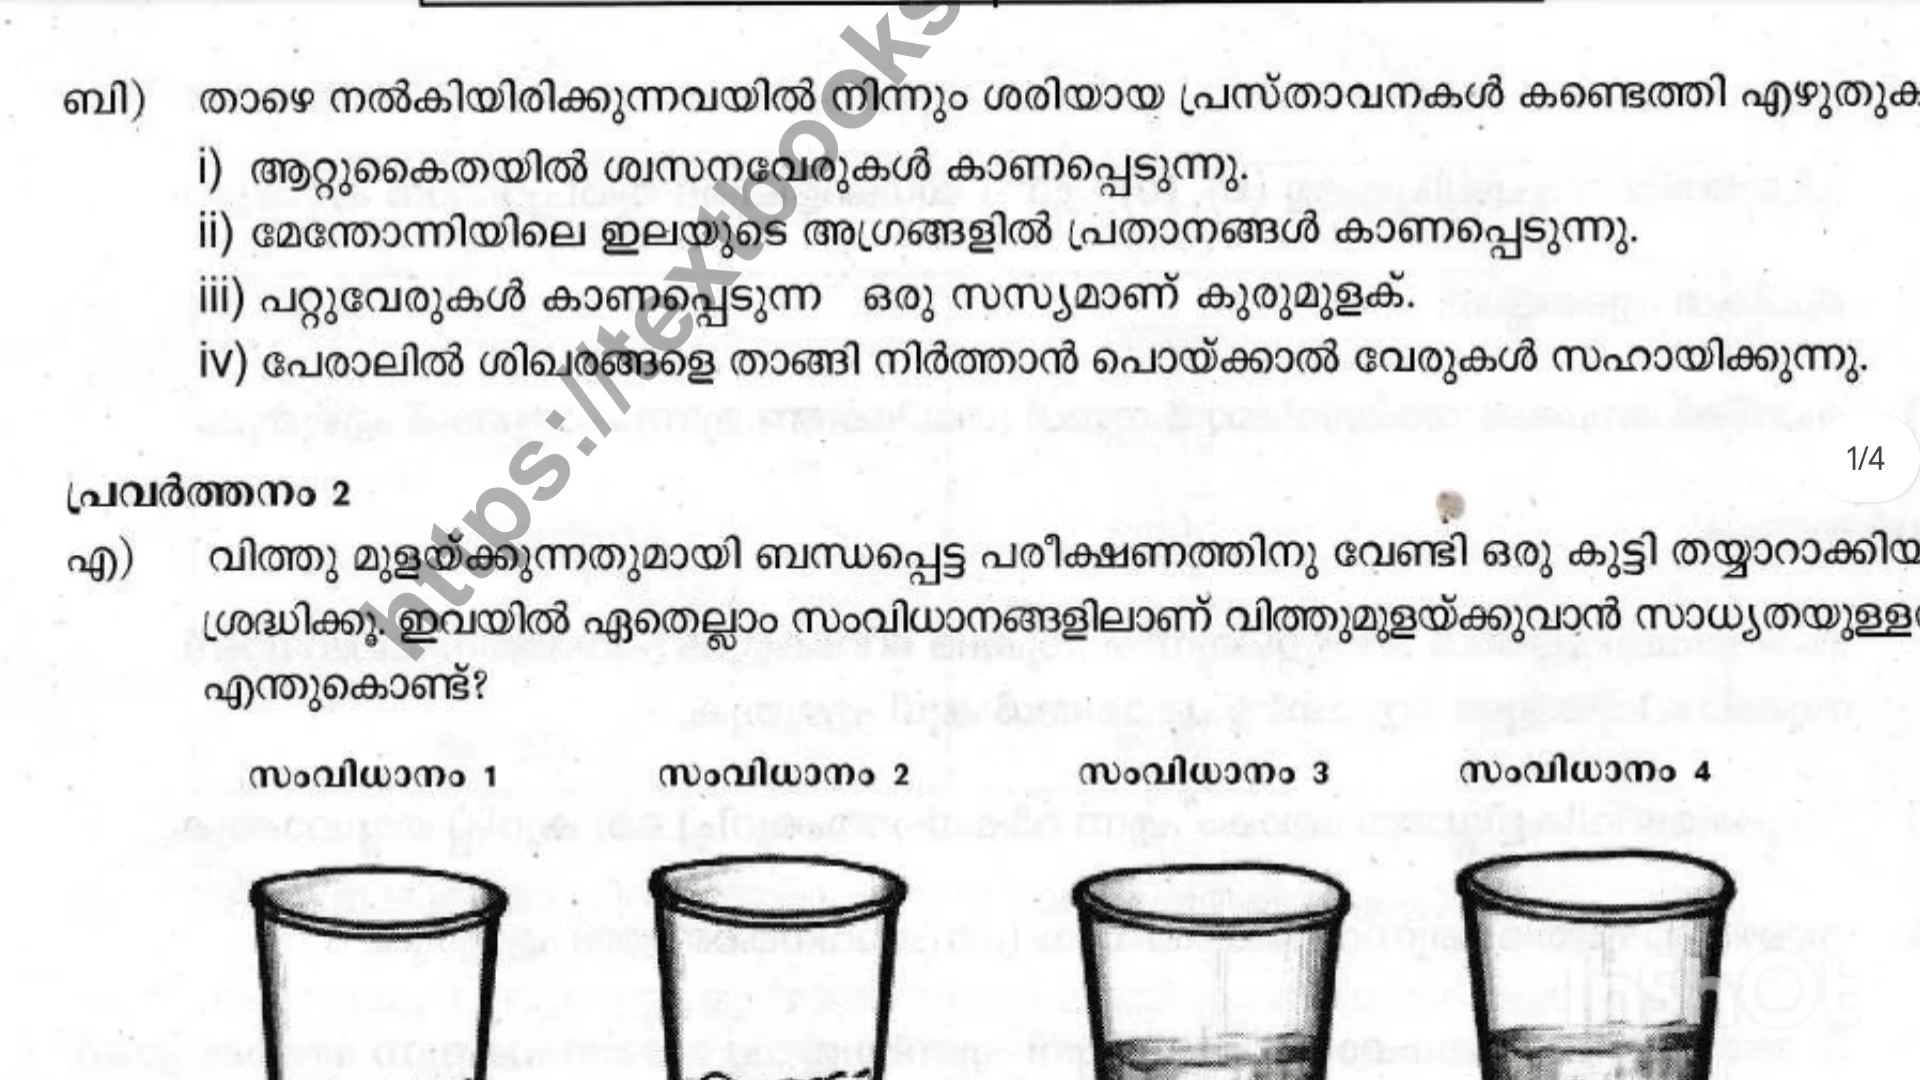 ബി) താഴെ നൽകിയിരിക്കുന്നവയിൽ നിന്നും ശരിയായ പ്രസ്താവനകൾ കണ്ടെത്തി എഴുതുക
i) ആറ്റുകൈതയിൽ ശ്വസനവേരുകൾ കാണപ്പെടുന്നു.
ii) മേന്തോന്നിയിലെ ഇലയുടെ അഗ്രങ്ങളിൽ പ്രതാനങ്ങൾ കാണപ്പെടുന്നു.
iii) പറ്റുവേരുകൾ കാണപ്പെടുന്ന ഒരു സസ്യമാണ് കുരുമുളക്.
iv) പേരാലിൽ ശിഖരങ്ങളെ താങ്ങി നിർത്താൻ പൊയ്ക്കാൽ വേരുകൾ സഹായിക്കുന്നു.
1/4
പ്രവർത്തനം 2
എ) വിത്തു മുളയ്ക്കുന്നതുമായി ബന്ധപ്പെട്ട പരീക്ഷണത്തിനു വേണ്ടി ഒരു കുട്ടി തയ്യാറാക്കിയ
ശ്രദ്ധിക്കൂ. ഇവയിൽ ഏതെല്ലാം സംവിധാനങ്ങളിലാണ് വിത്തുമുളയ്ക്കുവാൻ
എന്തുകൊണ്ട്?
സംവിധാനം 1 സംവിധാനം 2 സംവിധാനം 3 സംവിധാനം 4
https://textbooks